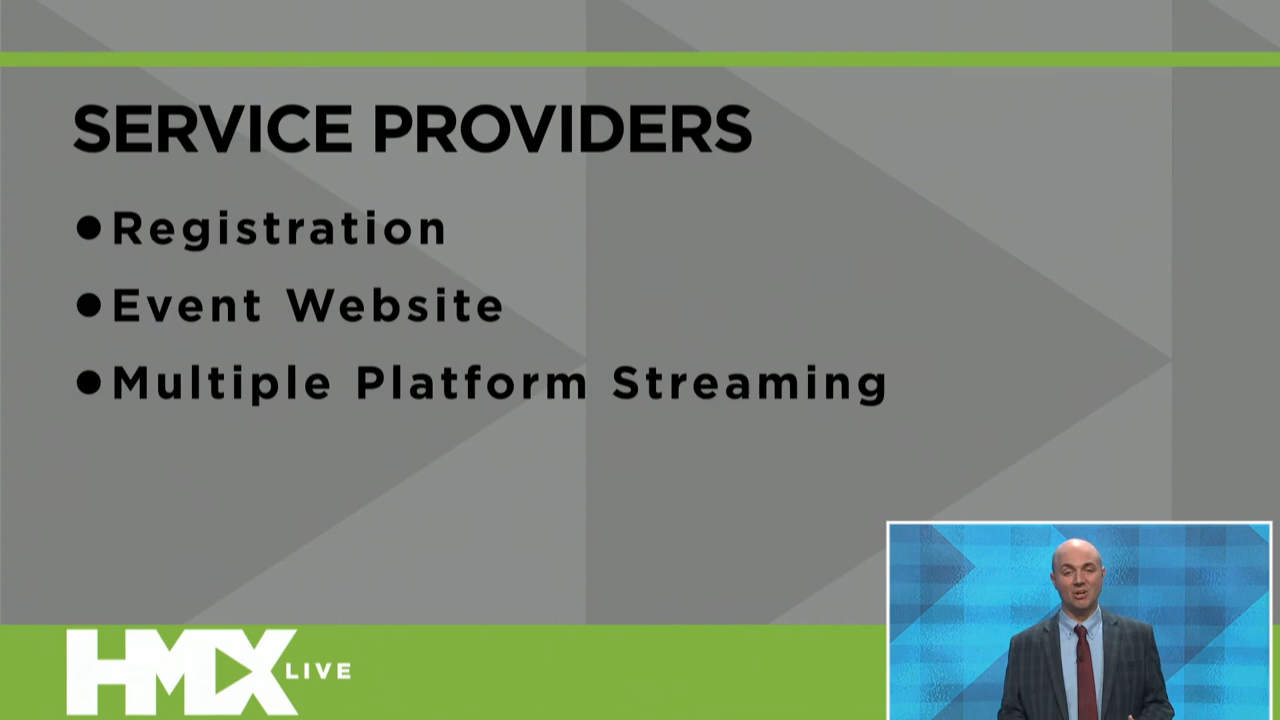 SERVICE PROVIDERS
●Registration
●Event Website
●Multiple Platform Streaming
HMX LIVE